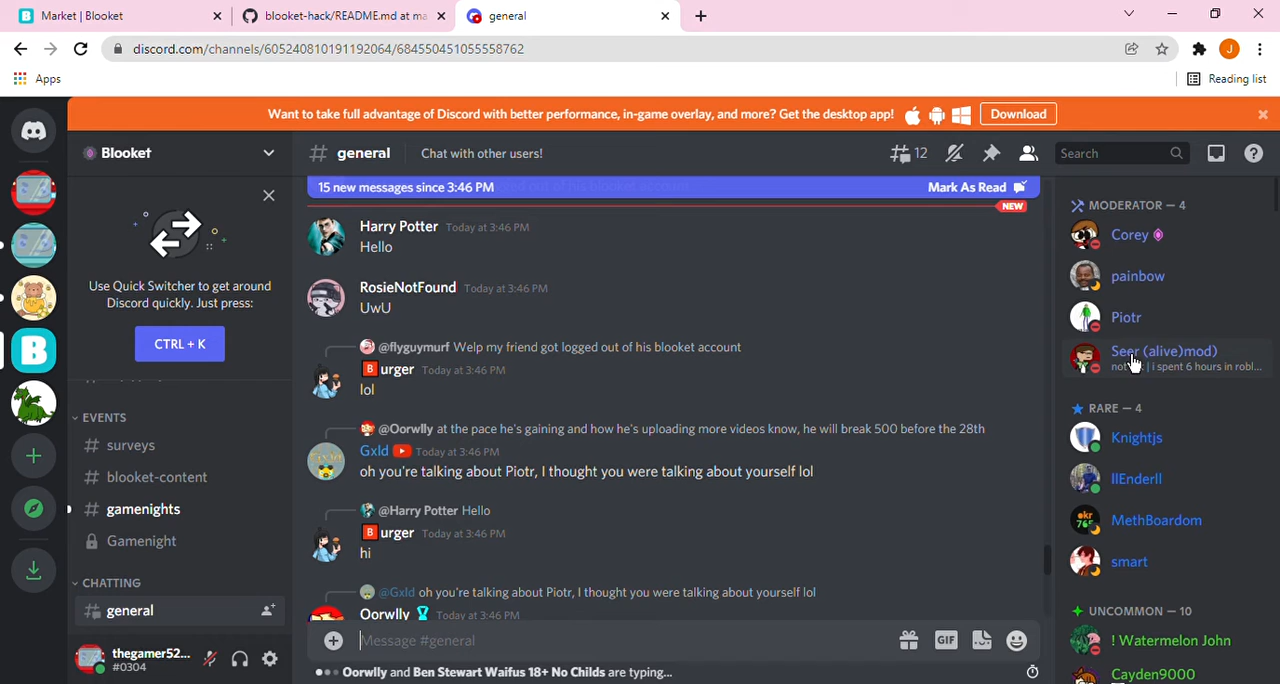 Market | Blooket
blooket-hack/README.md at ma
general
discord.com/channels/605240810191192064/684550451055558762
J
Apps
Reading list
Want to take full advantage of Discord with better performance, in-game overlay, and more? Get the desktop app!
Download
Blooket
general
Chat with other users!
12
Search
15 new messages since 3:46 PM
Mark As Read
NEW
Use Quick Switcher to get around
Discord quickly. Just press:
CTRL + K
EVENTS
surveys
blooket-content
gamenights
Gamenight
CHATTING
general
thegamer52...
#0304
Harry Potter Today at 3:46 PM
Hello
RosieNotFound Today at 3:46 PM
UwU
@flyguymurf Welp my friend got logged out of his blooket account
Burger Today at 3:46 PM
lol
@Oorwlly at the pace he's gaining and how he's uploading more videos know, he will break 500 before the 28th
Gxld Today at 3:46 PM
oh you're talking about Piotr, I thought you were talking about yourself lol
@Harry Potter Hello
Burger Today at 3:46 PM
hi
@Gxld oh you're talking about Piotr, I thought you were talking about yourself lol
Oorwlly Today at 3:46 PM
Message #general
GIF
Oorwlly and Ben Stewart Waifus 18+ No Childs are typing...
MODERATOR — 4
Corey
painbow
Piotr
Seer (alive)mod)
| i spent 6 hours in robl...
RARE — 4
Knightjs
IlEnderIl
MethBoardom
smart
UNCOMMON — 10
! Watermelon John
Cayden9000